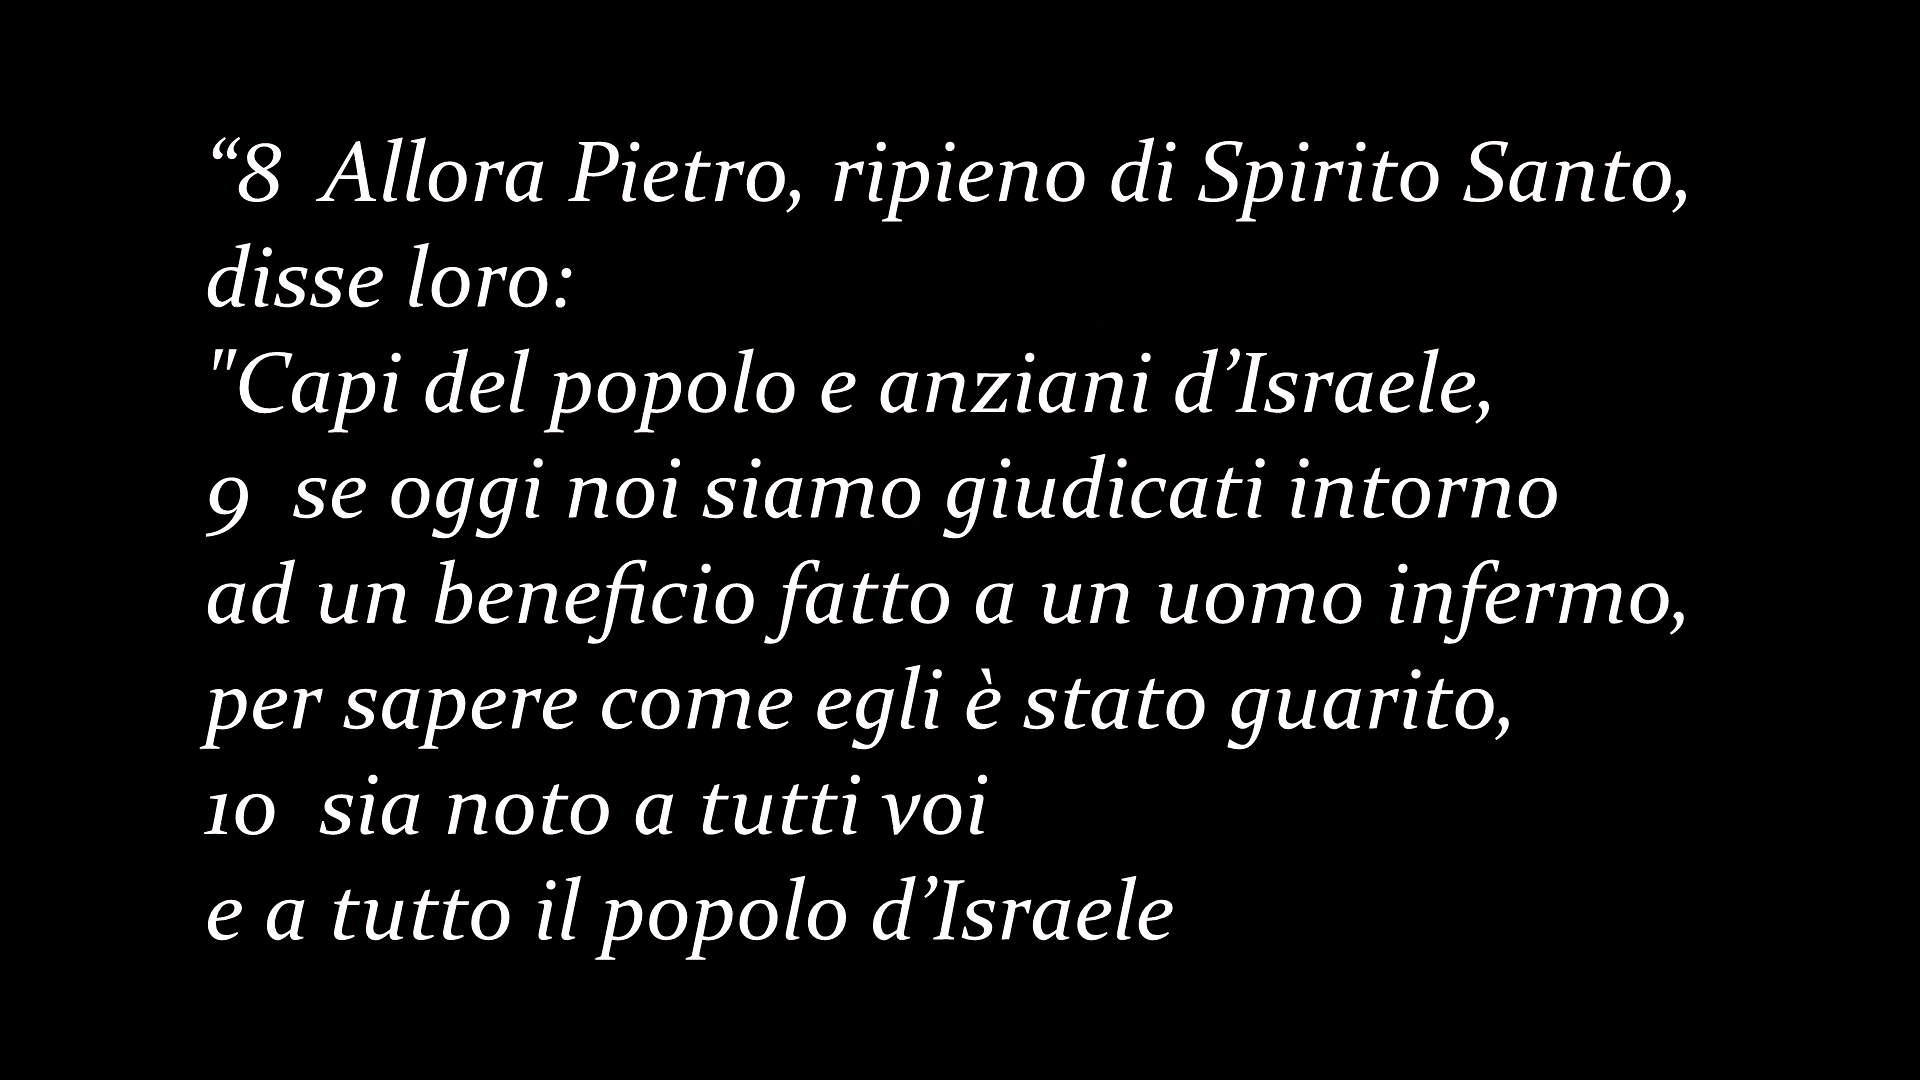 “8  Allora Pietro, ripieno di Spirito Santo,
disse loro:
"Capi del popolo e anziani d’Israele,
9  se oggi noi siamo giudicati intorno
ad un beneficio fatto a un uomo infermo,
per sapere come egli è stato guarito,
10  sia noto a tutti voi
e a tutto il popolo d’Israele